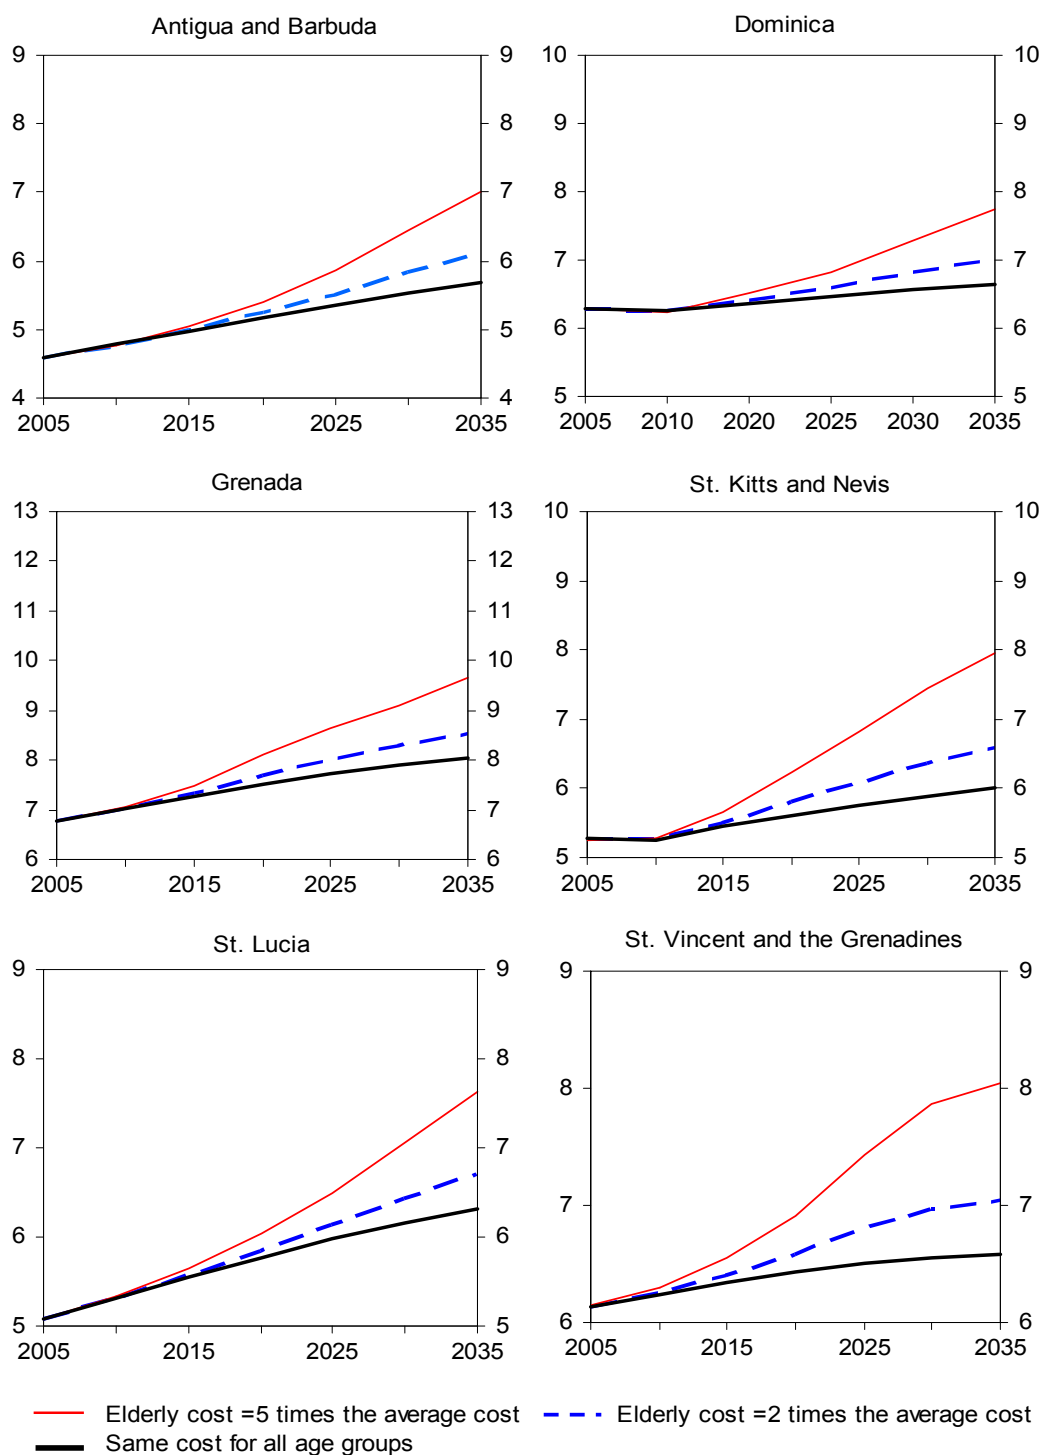 Antigua and Barbuda
9 9
8 8
7 7
6 6
5 5
4 4
2005 2015 2025 2035
Dominica
10 10
9 9
8 8
7 7
6 6
5 5
2005 2010 2020 2025 2030 2035
Grenada
13 13
12 12
11 11
10 10
9 9
8 8
7 7
6 6
2005 2015 2025 2035
St. Kitts and Nevis
10 10
9 9
8 8
7 7
6 6
5 5
2005 2015 2025 2035
St. Lucia
9 9
8 8
7 7
6 6
5 5
2005 2015 2025 2035
St. Vincent and the Grenadines
9 9
8 8
7 7
6 6
2005 2015 2025 2035
Elderly cost =5 times the average cost
Elderly cost =2 times the average cost
Same cost for all age groups